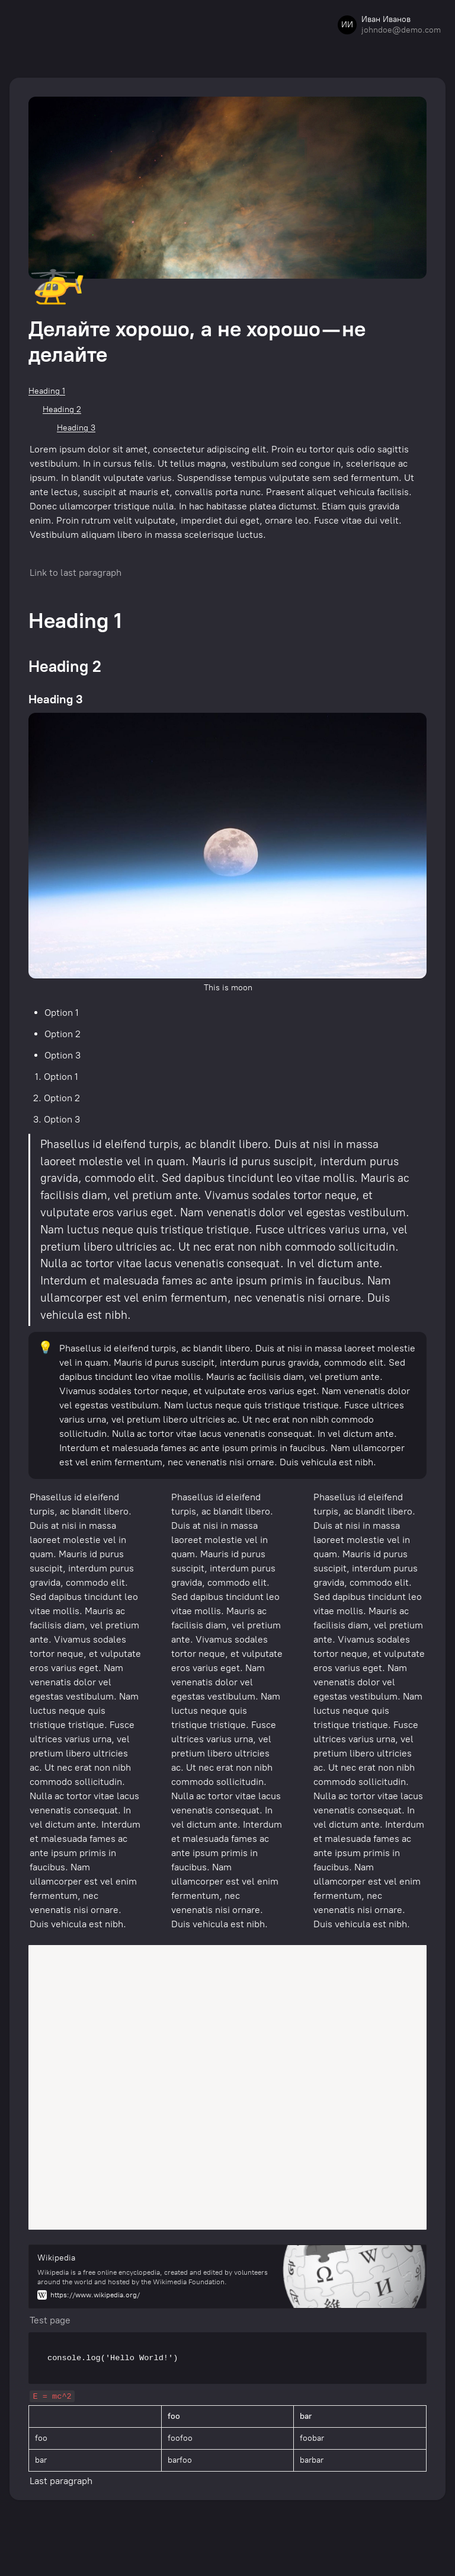 ИИ
Иван Иванов
johndoe@demo.com
Делайте хорошо, а не хорошо — не
делайте
Heading 1
Heading 2
Heading 3
Lorem ipsum dolor sit amet, consectetur adipiscing elit. Proin eu tortor quis odio sagittis
vestibulum. In in cursus felis. Ut tellus magna, vestibulum sed congue in, scelerisque ac
ipsum. In blandit vulputate varius. Suspendisse tempus vulputate sem sed fermentum. Ut
ante lectus, suscipit at mauris et, convallis porta nunc. Praesent aliquet vehicula facilisis.
Donec ullamcorper tristique nulla. In hac habitasse platea dictumst. Etiam quis gravida
enim. Proin rutrum velit vulputate, imperdiet dui eget, ornare leo. Fusce vitae dui velit.
Vestibulum aliquam libero in massa scelerisque luctus.
Link to last paragraph
Heading 1
Heading 2
Heading 3
This is moon
• Option 1
• Option 2
• Option 3
1. Option 1
2. Option 2
3. Option 3
Phasellus id eleifend turpis, ac blandit libero. Duis at nisi in massa
laoreet molestie vel in quam. Mauris id purus suscipit, interdum purus
gravida, commodo elit. Sed dapibus tincidunt leo vitae mollis. Mauris ac
facilisis diam, vel pretium ante. Vivamus sodales tortor neque, et
vulputate eros varius eget. Nam venenatis dolor vel egestas vestibulum.
Nam luctus neque quis tristique tristique. Fusce ultrices varius urna, vel
pretium libero ultricies ac. Ut nec erat non nibh commodo sollicitudin.
Nulla ac tortor vitae lacus venenatis consequat. In vel dictum ante.
Interdum et malesuada fames ac ante ipsum primis in faucibus. Nam
ullamcorper est vel enim fermentum, nec venenatis nisi ornare. Duis
vehicula est nibh.
Phasellus id eleifend turpis, ac blandit libero. Duis at nisi in massa laoreet molestie
vel in quam. Mauris id purus suscipit, interdum purus gravida, commodo elit. Sed
dapibus tincidunt leo vitae mollis. Mauris ac facilisis diam, vel pretium ante.
Vivamus sodales tortor neque, et vulputate eros varius eget. Nam venenatis dolor
vel egestas vestibulum. Nam luctus neque quis tristique tristique. Fusce ultrices
varius urna, vel pretium libero ultricies ac. Ut nec erat non nibh commodo
sollicitudin. Nulla ac tortor vitae lacus venenatis consequat. In vel dictum ante.
Interdum et malesuada fames ac ante ipsum primis in faucibus. Nam ullamcorper
est vel enim fermentum, nec venenatis nisi ornare. Duis vehicula est nibh.
Phasellus id eleifend
turpis, ac blandit libero.
Duis at nisi in massa
laoreet molestie vel in
quam. Mauris id purus
suscipit, interdum purus
gravida, commodo elit.
Sed dapibus tincidunt leo
vitae mollis. Mauris ac
facilisis diam, vel pretium
ante. Vivamus sodales
tortor neque, et vulputate
eros varius eget. Nam
venenatis dolor vel
egestas vestibulum. Nam
luctus neque quis
tristique tristique. Fusce
ultrices varius urna, vel
pretium libero ultricies
ac. Ut nec erat non nibh
commodo sollicitudin.
Nulla ac tortor vitae lacus
venenatis consequat. In
vel dictum ante. Interdum
et malesuada fames ac
ante ipsum primis in
faucibus. Nam
ullamcorper est vel enim
fermentum, nec
venenatis nisi ornare.
Duis vehicula est nibh.
Phasellus id eleifend
turpis, ac blandit libero.
Duis at nisi in massa
laoreet molestie vel in
quam. Mauris id purus
suscipit, interdum purus
gravida, commodo elit.
Sed dapibus tincidunt leo
vitae mollis. Mauris ac
facilisis diam, vel pretium
ante. Vivamus sodales
tortor neque, et vulputate
eros varius eget. Nam
venenatis dolor vel
egestas vestibulum. Nam
luctus neque quis
tristique tristique. Fusce
ultrices varius urna, vel
pretium libero ultricies
ac. Ut nec erat non nibh
commodo sollicitudin.
Nulla ac tortor vitae lacus
venenatis consequat. In
vel dictum ante. Interdum
et malesuada fames ac
ante ipsum primis in
faucibus. Nam
ullamcorper est vel enim
fermentum, nec
venenatis nisi ornare.
Duis vehicula est nibh.
Phasellus id eleifend
turpis, ac blandit libero.
Duis at nisi in massa
laoreet molestie vel in
quam. Mauris id purus
suscipit, interdum purus
gravida, commodo elit.
Sed dapibus tincidunt leo
vitae mollis. Mauris ac
facilisis diam, vel pretium
ante. Vivamus sodales
tortor neque, et vulputate
eros varius eget. Nam
venenatis dolor vel
egestas vestibulum. Nam
luctus neque quis
tristique tristique. Fusce
ultrices varius urna, vel
pretium libero ultricies
ac. Ut nec erat non nibh
commodo sollicitudin.
Nulla ac tortor vitae lacus
venenatis consequat. In
vel dictum ante. Interdum
et malesuada fames ac
ante ipsum primis in
faucibus. Nam
ullamcorper est vel enim
fermentum, nec
venenatis nisi ornare.
Duis vehicula est nibh.
Wikipedia
Wikipedia is a free online encyclopedia, created and edited by volunteers
around the world and hosted by the Wikimedia Foundation.
W https://www.wikipedia.org/
Ω W И
Test page
console.log('Hello World!')
E = mc^2
foo bar
foo foofoo foobar
bar barfoo barbar
Last paragraph